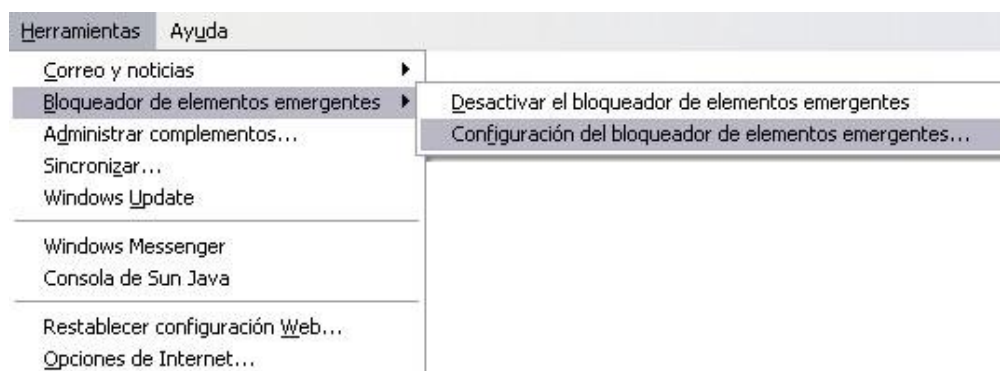 Herramientas Ayuda
Correo y noticias
Bloqueador de elementos emergentes
Desactivar el bloqueador de elementos emergentes
Configuración del bloqueador de elementos emergentes...
Administrar complementos...
Sincronizar...
Windows Update
Windows Messenger
Consola de Sun Java
Restablecer configuración Web...
Opciones de Internet...